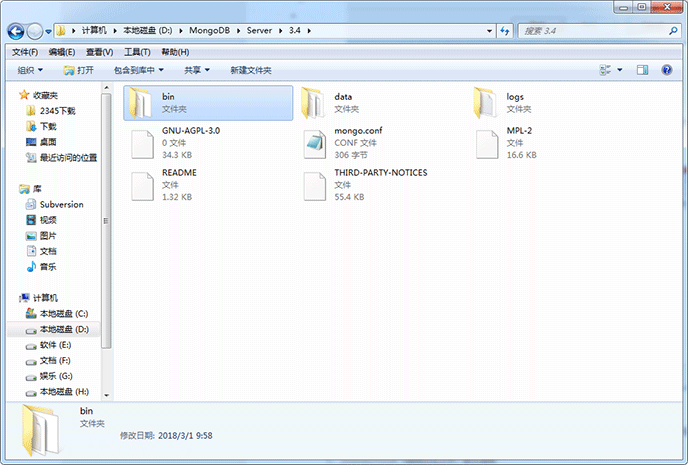 计算机 ▸ 本地磁盘 (D:) ▸ MongoDB ▸ Server ▸ 3.4 ▸
搜索 3.4
文件(F) 编辑(E) 查看(V) 工具(T) 帮助(H)
组织 打开 包含到库中 共享 新建文件夹
收藏夹
2345下载
下载
桌面
最近访问的位置
库
Subversion
视频
图片
文档
音乐
计算机
本地磁盘 (C:)
本地磁盘 (D:)
软件 (E:)
文档 (F:)
娱乐 (G:)
本地磁盘 (H:)
bin
文件夹
data
文件夹
logs
文件夹
GNU-AGPL-3.0
0 文件
34.3 KB
mongo.conf
CONF 文件
306 字节
MPL-2
文件
16.6 KB
README
文件
1.32 KB
THIRD-PARTY-NOTICES
文件
55.4 KB
bin
文件夹
修改日期: 2018/3/1 9:58